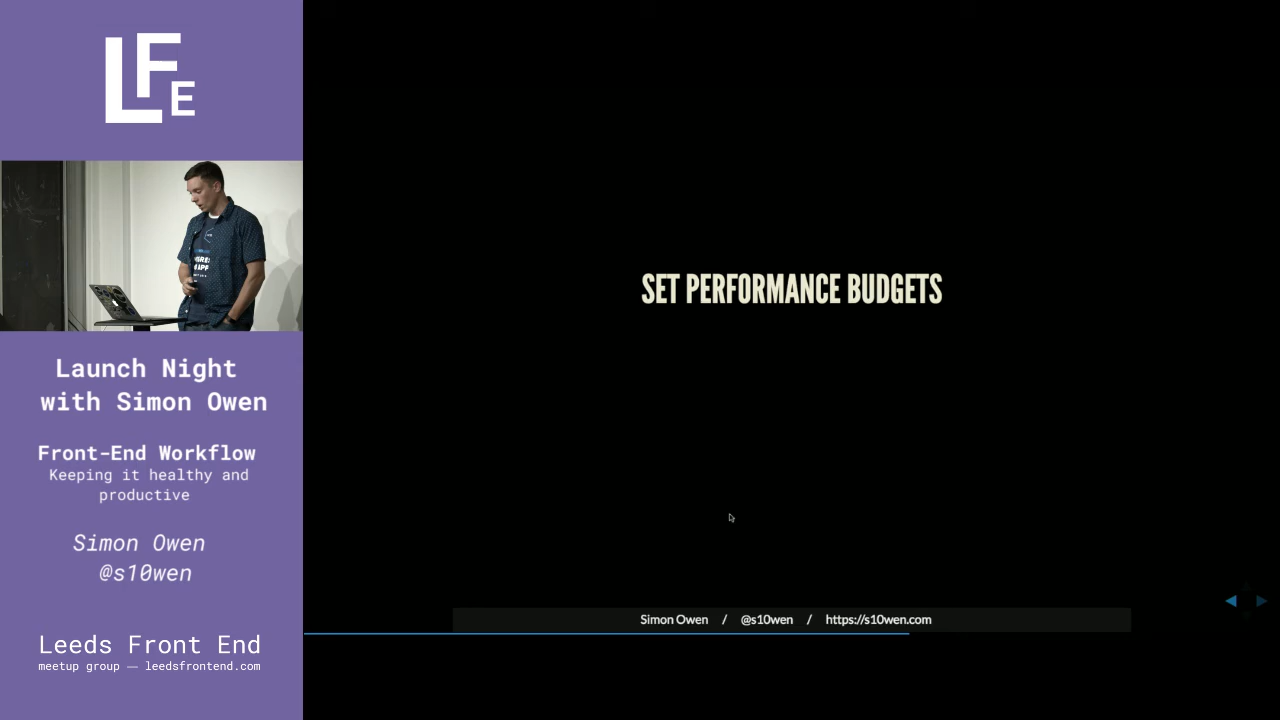 LFE
Launch Night
with Simon Owen
Front-End Workflow
Keeping it healthy and
productive
Simon Owen
@s10wen
Leeds Front End
meetup group — leedsfrontend.com
SET PERFORMANCE BUDGETS
Simon Owen / @s10wen / https://s10wen.com